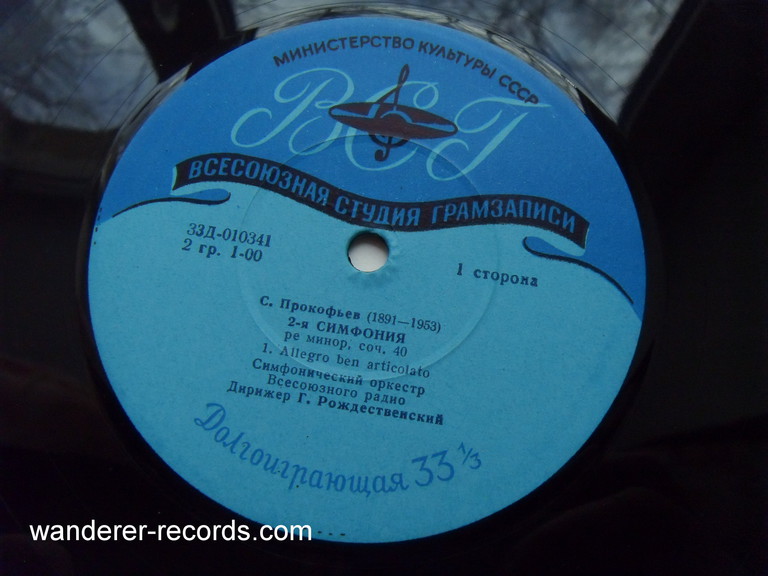 МИНИСТЕРСТВО КУЛЬТУРЫ СССР
ВСГ
ВСЕСОЮЗНАЯ СТУДИЯ ГРАМЗАПИСИ
33Д-010341
2 гр. 1-00
1 сторона
С. Прокофьев (1891—1953)
2-я СИМФОНИЯ
ре минор, соч. 40
1. Allegro ben articolato
Симфонический оркестр
Всесоюзного радио
Дирижер Г. Рождественский
Долгоиграющая 33 1/3
wanderer-records.com